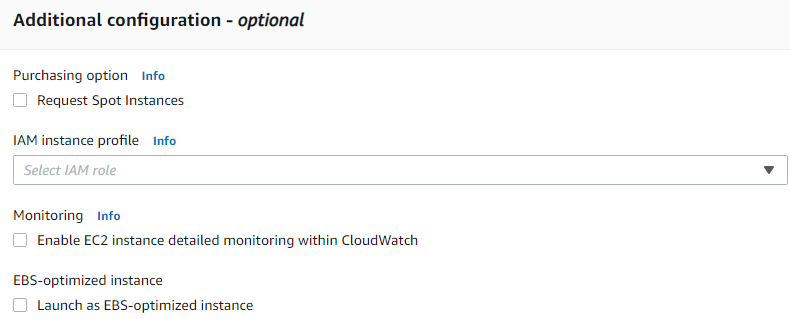 Additional configuration - optional
Purchasing option Info
Request Spot Instances
IAM instance profile Info
Select IAM role
Monitoring Info
Enable EC2 instance detailed monitoring within CloudWatch
EBS-optimized instance
Launch as EBS-optimized instance